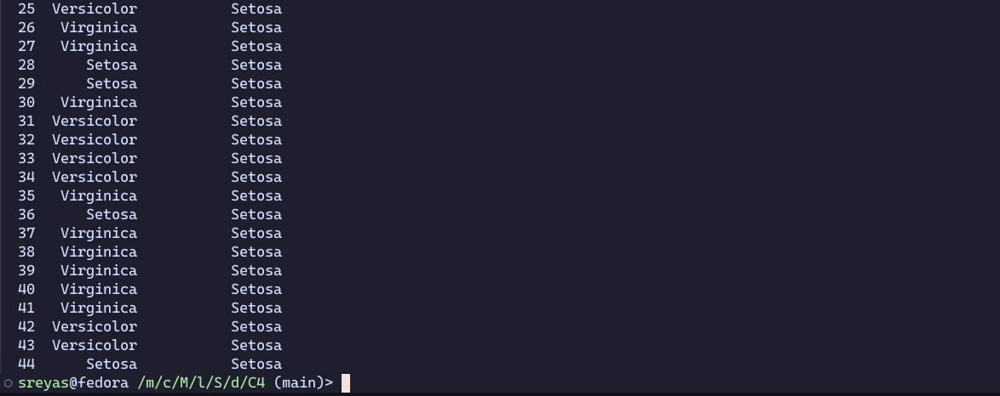 25 Versicolor Setosa
26 Virginica Setosa
27 Virginica Setosa
28 Setosa Setosa
29 Setosa Setosa
30 Virginica Setosa
31 Versicolor Setosa
32 Versicolor Setosa
33 Versicolor Setosa
34 Versicolor Setosa
35 Virginica Setosa
36 Setosa Setosa
37 Virginica Setosa
38 Virginica Setosa
39 Virginica Setosa
40 Virginica Setosa
41 Virginica Setosa
42 Versicolor Setosa
43 Versicolor Setosa
44 Setosa Setosa
sreyas@fedora /m/c/M/l/S/d/C4 (main)>